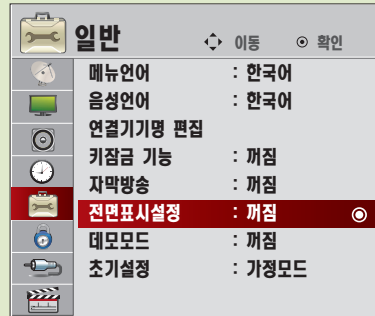 일반 이동 확인
메뉴언어 : 한국어
음성언어 : 한국어
연결기기명 편집
키잠금 기능 : 꺼짐
자막방송 : 꺼짐
전면표시설정 : 꺼짐
데모모드 : 꺼짐
초기설정 : 가정모드